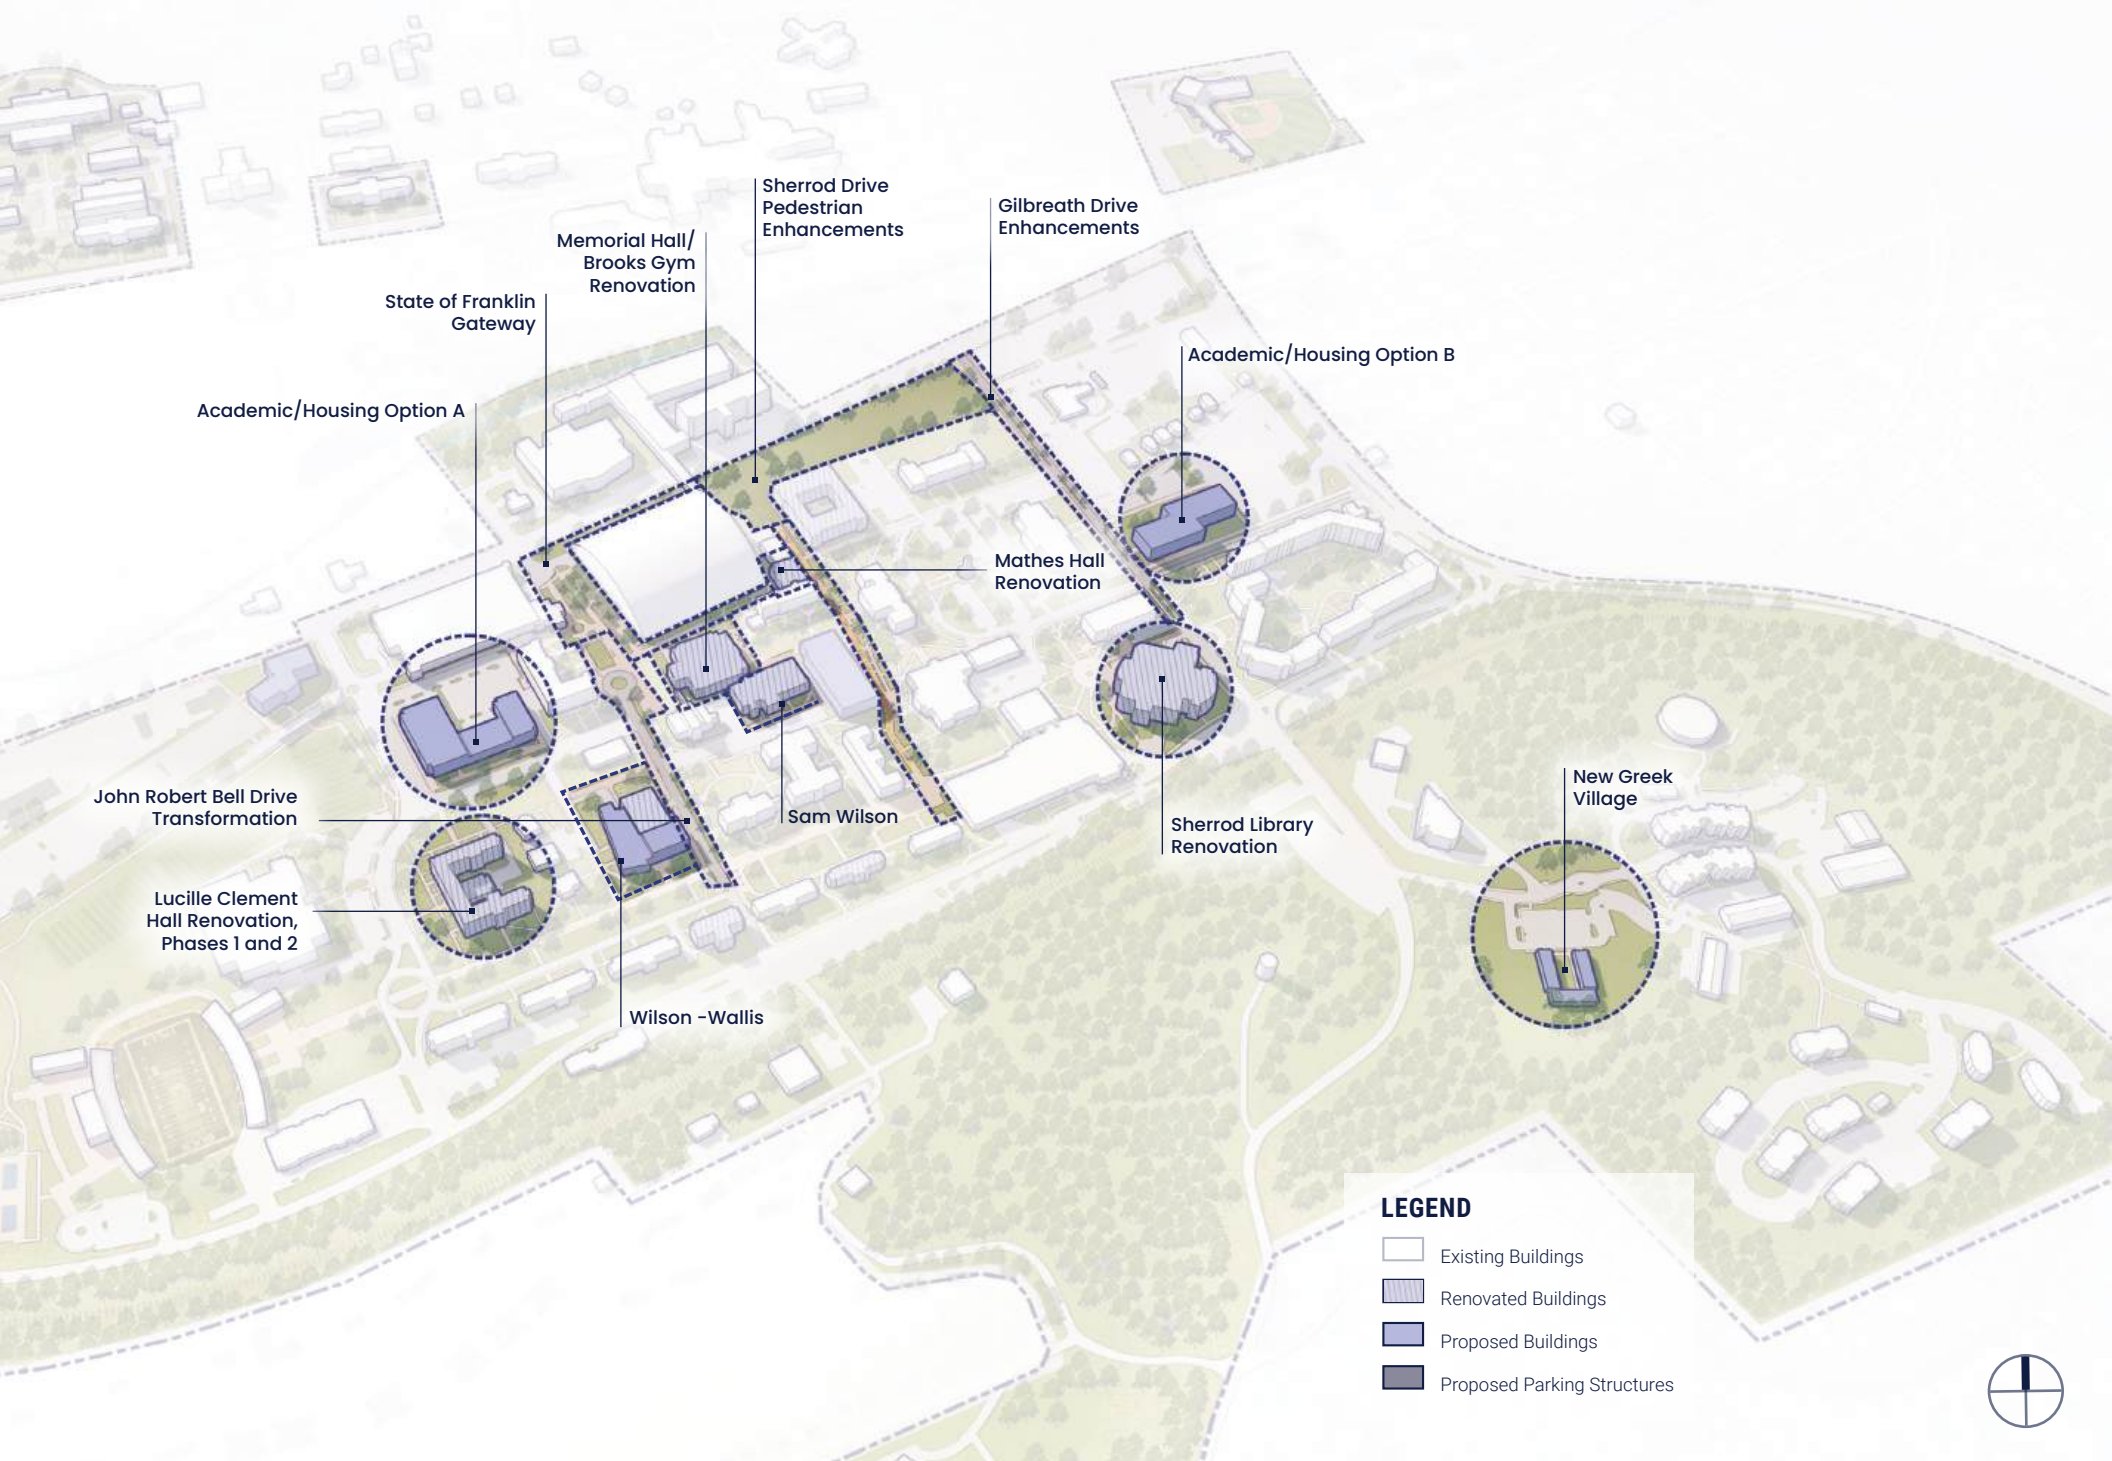 Sherrod Drive
Pedestrian
Enhancements
Gilbreath Drive
Enhancements
Memorial Hall/
Brooks Gym
Renovation
State of Franklin
Gateway
Academic/Housing Option B
Academic/Housing Option A
Mathes Hall
Renovation
New Greek
Village
John Robert Bell Drive
Transformation
Sam Wilson
Sherrod Library
Renovation
Lucille Clement
Hall Renovation,
Phases 1 and 2
Wilson -Wallis
LEGEND
Existing Buildings
Renovated Buildings
Proposed Buildings
Proposed Parking Structures